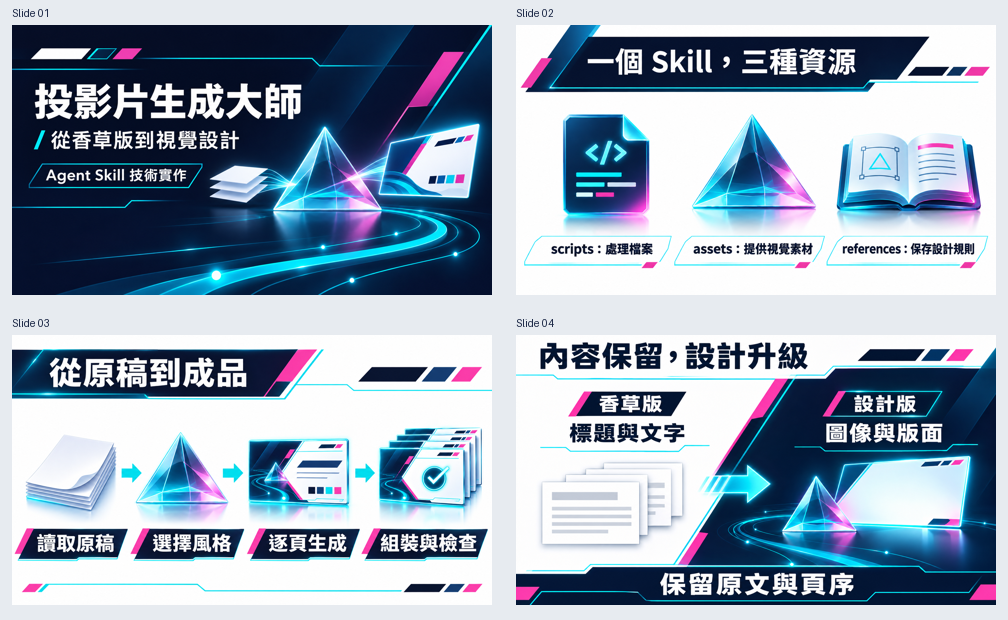 Slide 01
投影片生成大師
從香草版到視覺設計
Agent Skill 技術實作
Slide 02
一個 Skill，三種資源
</>
scripts：處理檔案
assets：提供視覺素材
references：保存設計規則
Slide 03
從原稿到成品
讀取原稿
選擇風格
逐頁生成
組裝與檢查
Slide 04
內容保留，設計升級
香草版
標題與文字
設計版
圖像與版面
保留原文與頁序